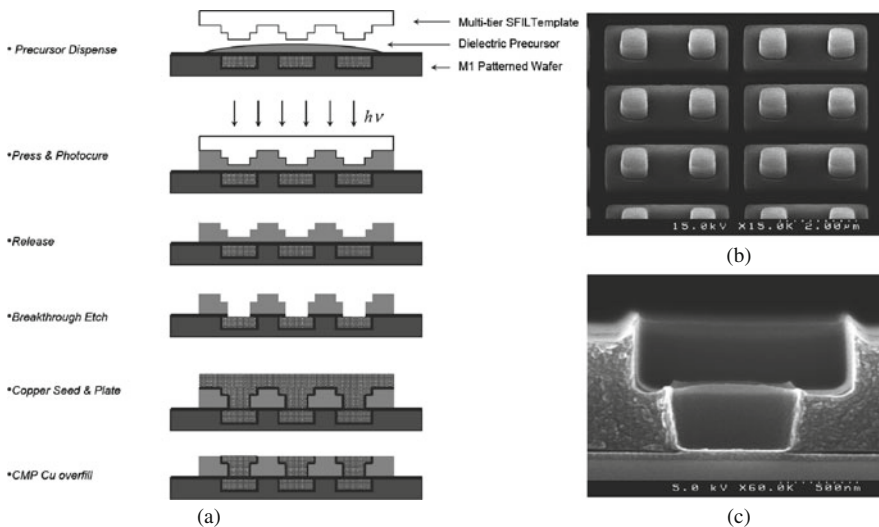 Multi-tier SFILTemplate
•Precursor Dispense
Dielectric Precursor
M1 Patterned Wafer
hν
•Press & Photocure
•Release
•Breakthrough Etch
•Copper Seed & Plate
•CMP Cu overfill
(a)
15.0kV X15.0K 2.00μm
(b)
5.0 kV X60.0K 500nm
(c)